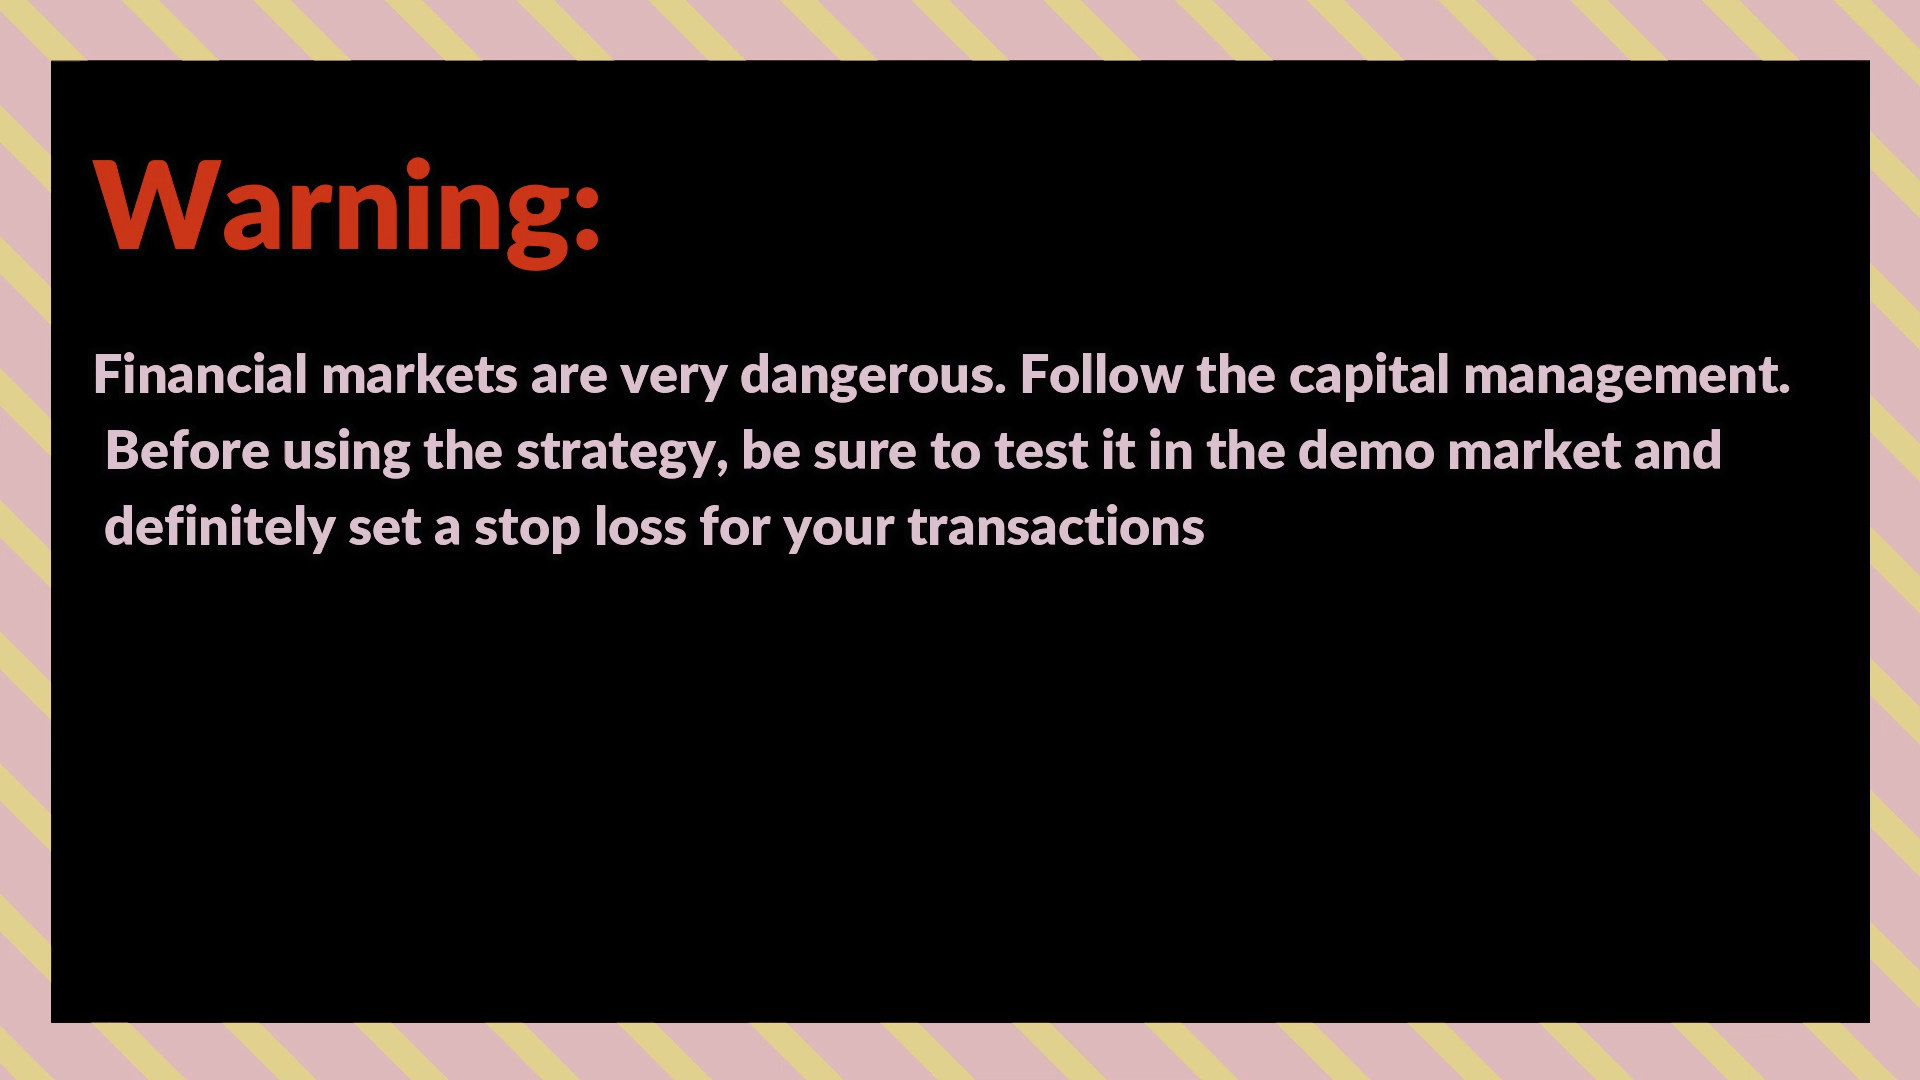 Warning:
Financial markets are very dangerous. Follow the capital management.
Before using the strategy, be sure to test it in the demo market and
definitely set a stop loss for your transactions